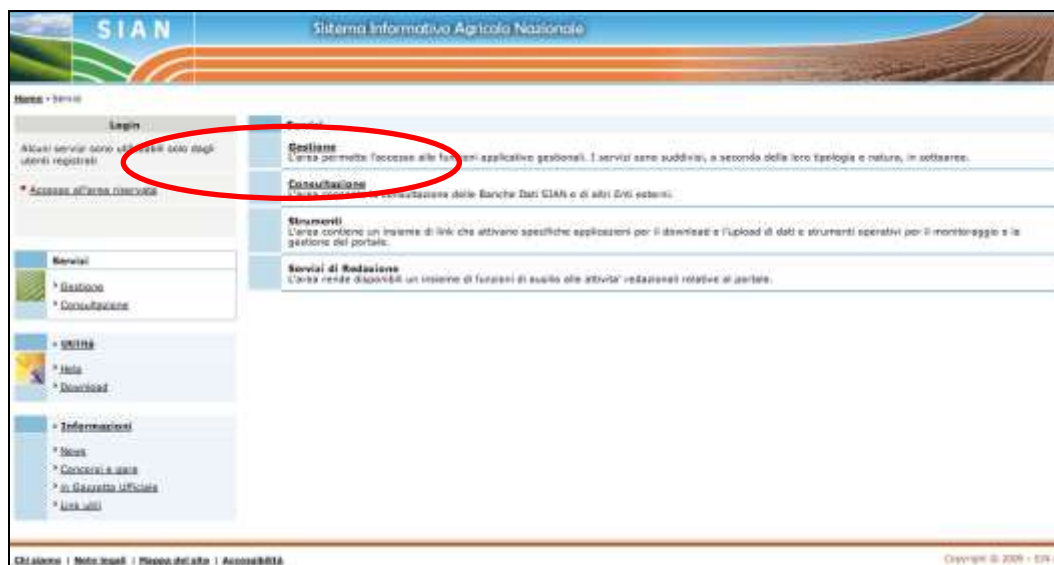 SIAN
Sistema Informativo Agricolo Nazionale
Home - Servizi
Login
Alcuni servizi sono utilizzabili solo dagli
utenti registrati
Accesso all'area riservata
Servizi
Gestione
Consultazione
Utilità
Help
Download
Informazioni
News
Concorsi e gare
in Gazzetta Ufficiale
Link utili
Servizi
Gestione
L'area permette l'accesso alle funzioni applicative gestionali. I servizi sono suddivisi, a seconda della loro tipologia e natura, in sottoaree.
Consultazione
L'area consente la consultazione delle Banche Dati SIAN e di altri Enti esterni.
Strumenti
L'area contiene un insieme di link che attivano specifiche applicazioni per il download e l'upload di dati e strumenti operativi per il monitoraggio e la
gestione del portale.
Servizi di Redazione
L'area rende disponibili un insieme di funzioni di ausilio alle attivita' redazionali relative al portale.
Chi siamo | Note legali | Mappa del sito | Accessibilità
Copyright © 2009 -